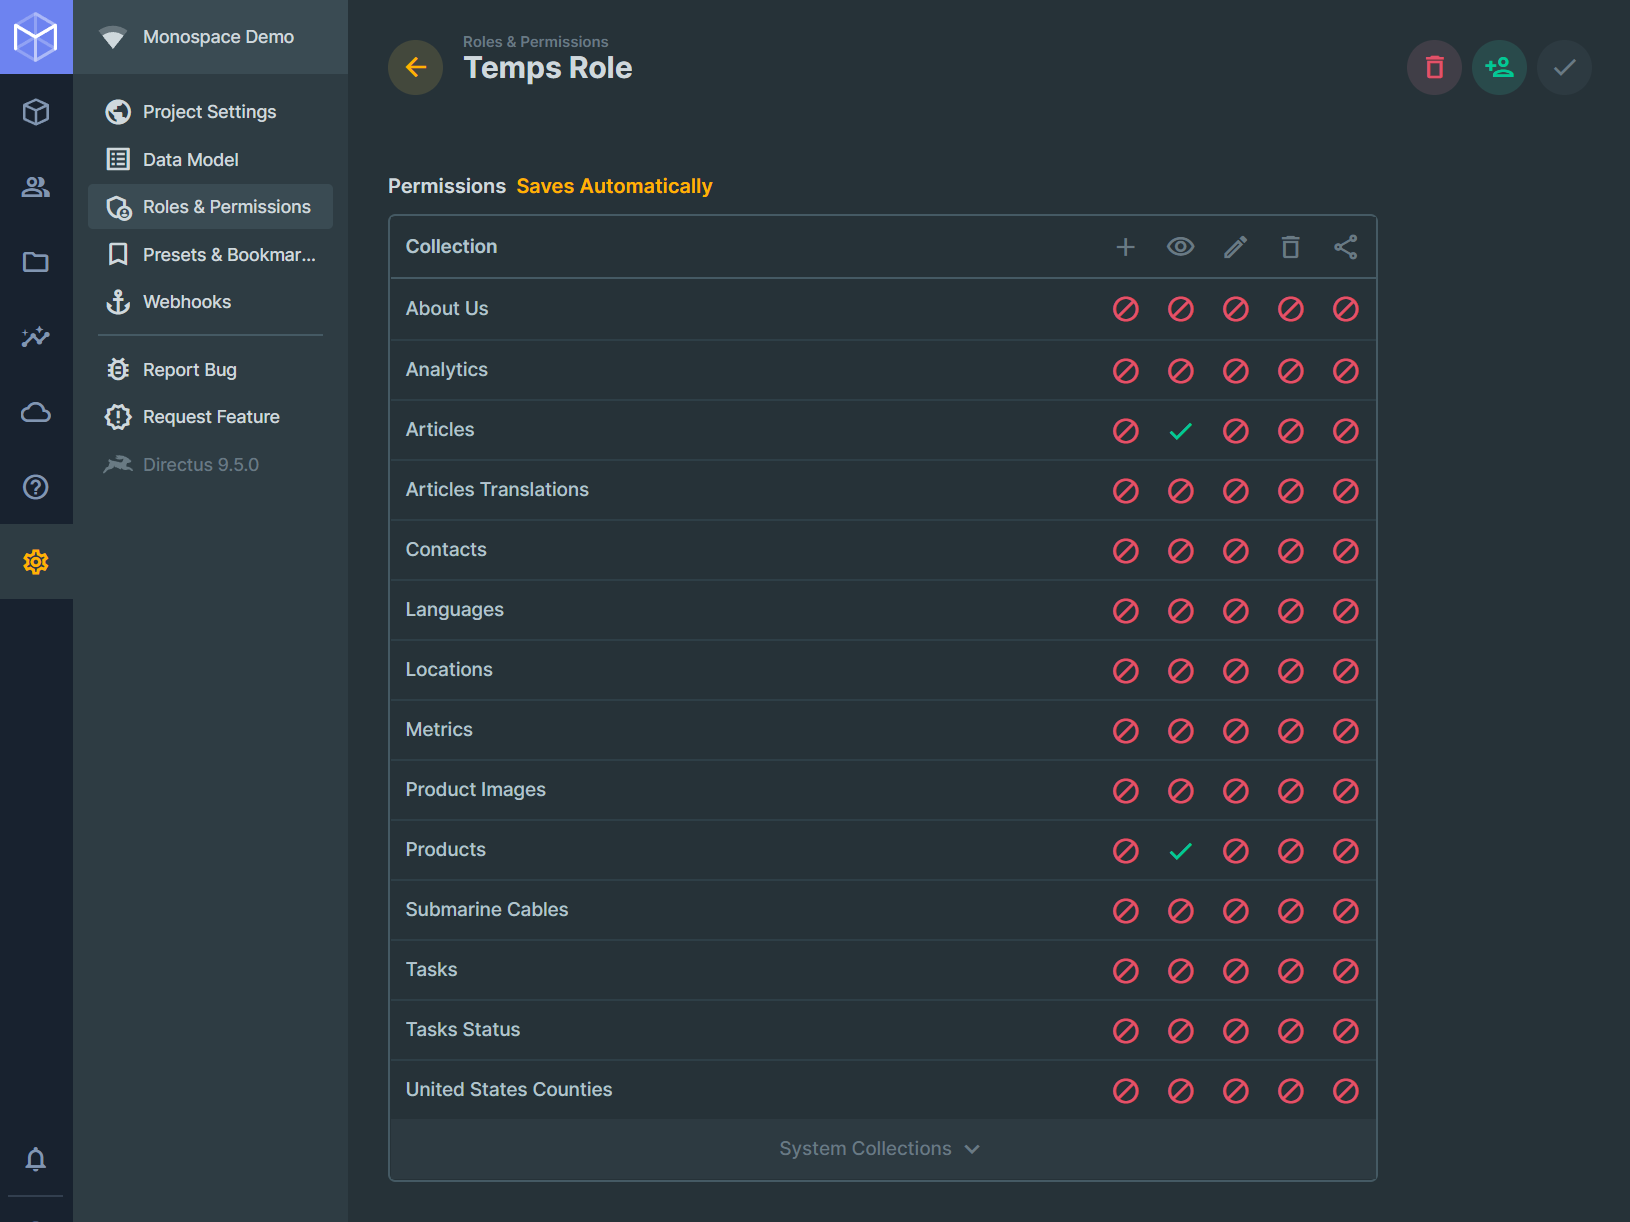 Monospace Demo
Project Settings
Data Model
Roles & Permissions
Presets & Bookmar...
Webhooks
Report Bug
Request Feature
Directus 9.5.0
Roles & Permissions
Temps Role
Permissions Saves Automatically
Collection
About Us
Analytics
Articles
Articles Translations
Contacts
Languages
Locations
Metrics
Product Images
Products
Submarine Cables
Tasks
Tasks Status
United States Counties
System Collections